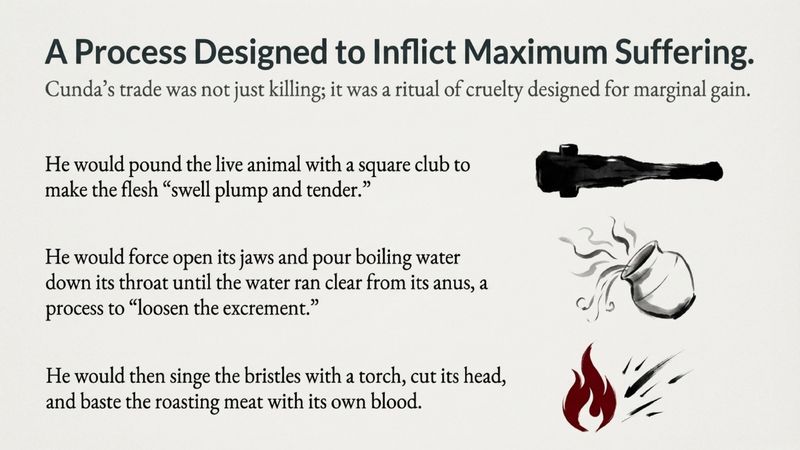 A Process Designed to Inflict Maximum Suffering.
Cunda’s trade was not just killing; it was a ritual of cruelty designed for marginal gain.
He would pound the live animal with a square club to
make the flesh “swell plump and tender.”
He would force open its jaws and pour boiling water
down its throat until the water ran clear from its anus, a
process to “loosen the excrement.”
He would then singe the bristles with a torch, cut its head,
and baste the roasting meat with its own blood.